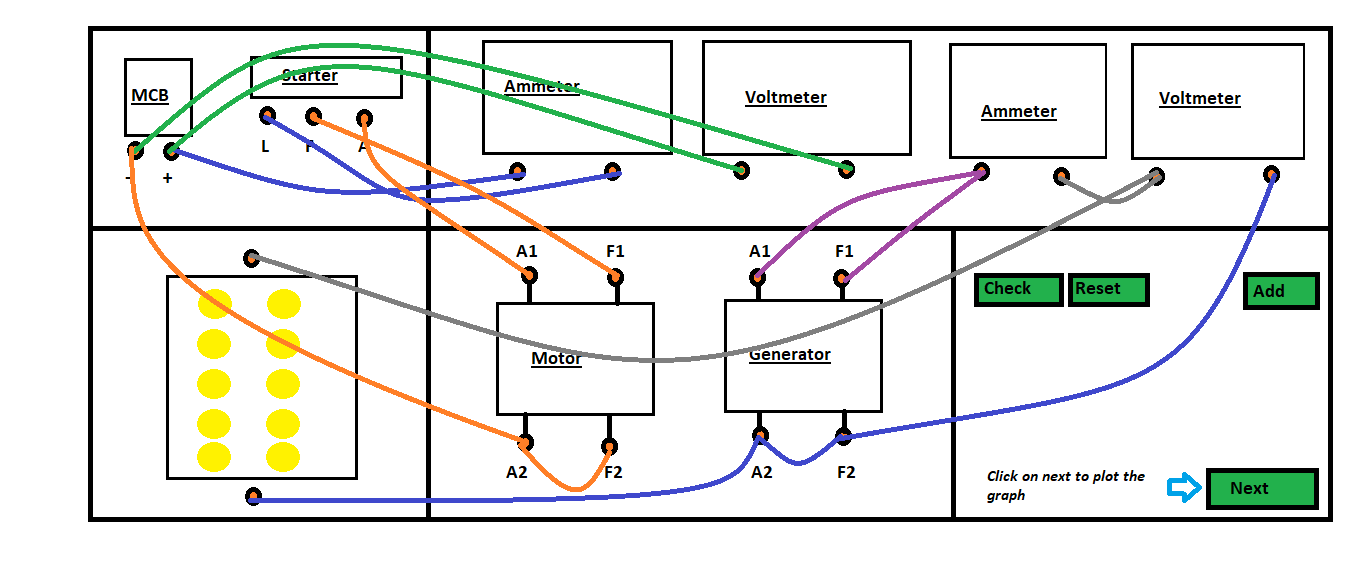 MCB
Starter
Ammeter
Voltmeter
Ammeter
Voltmeter
L
F
A
-
+
A1
F1
A1
F1
Check
Reset
Add
Motor
Generator
A2
F2
A2
F2
Click on next to plot the
graph
Next